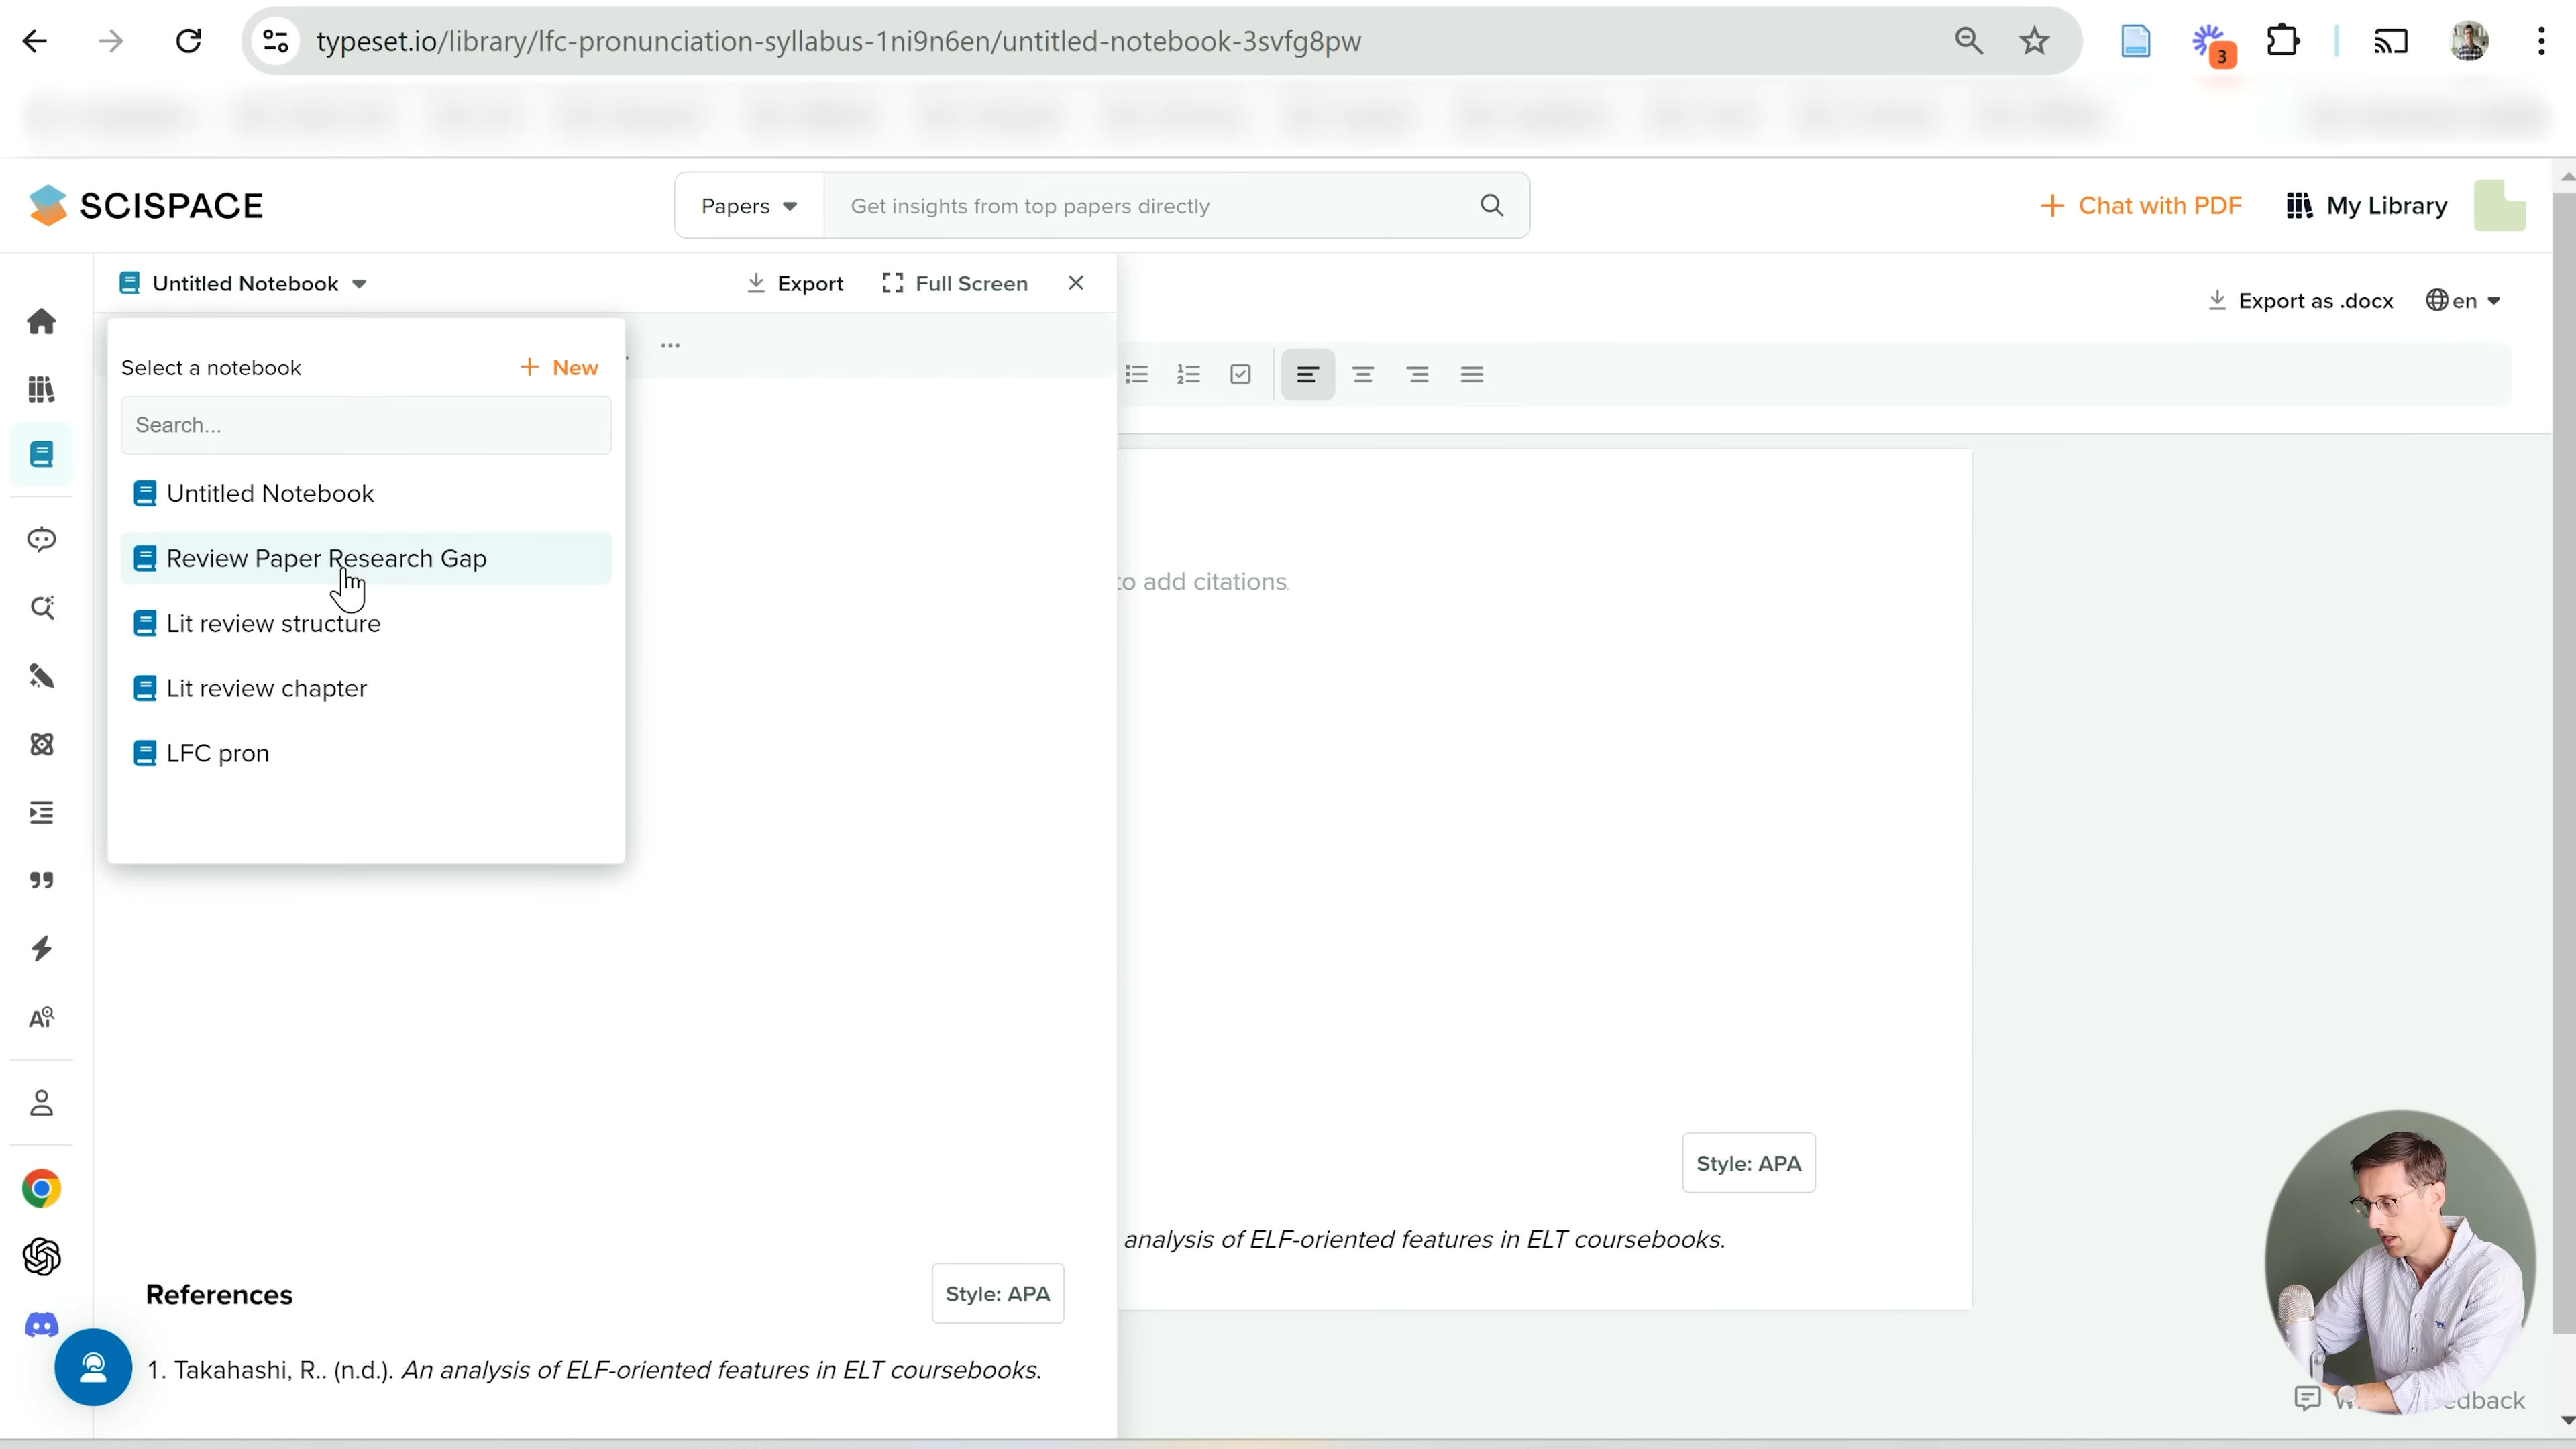 typeset.io/library/lfc-pronunciation-syllabus-1ni9n6en/untitled-notebook-3svfg8pw
3
SCISPACE
Papers
Get insights from top papers directly
Chat with PDF
My Library
Untitled Notebook
Export
Full Screen
Export as .docx
en
Select a notebook
New
Search...
Untitled Notebook
Review Paper Research Gap
Lit review structure
Lit review chapter
LFC pron
to add citations.
Style: APA
analysis of ELF-oriented features in ELT coursebooks.
References
Style: APA
1. Takahashi, R.. (n.d.). An analysis of ELF-oriented features in ELT coursebooks.